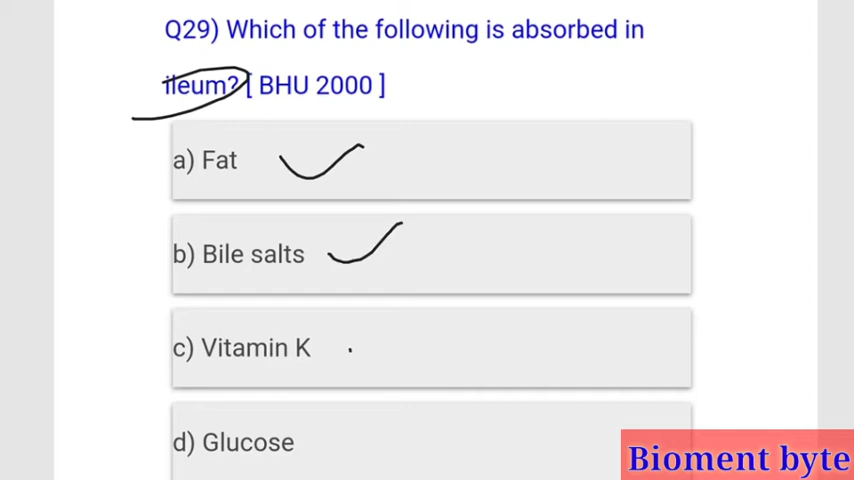 Q29) Which of the following is absorbed in
ileum? [ BHU 2000 ]
a) Fat
b) Bile salts
c) Vitamin K
d) Glucose
Bioment byte